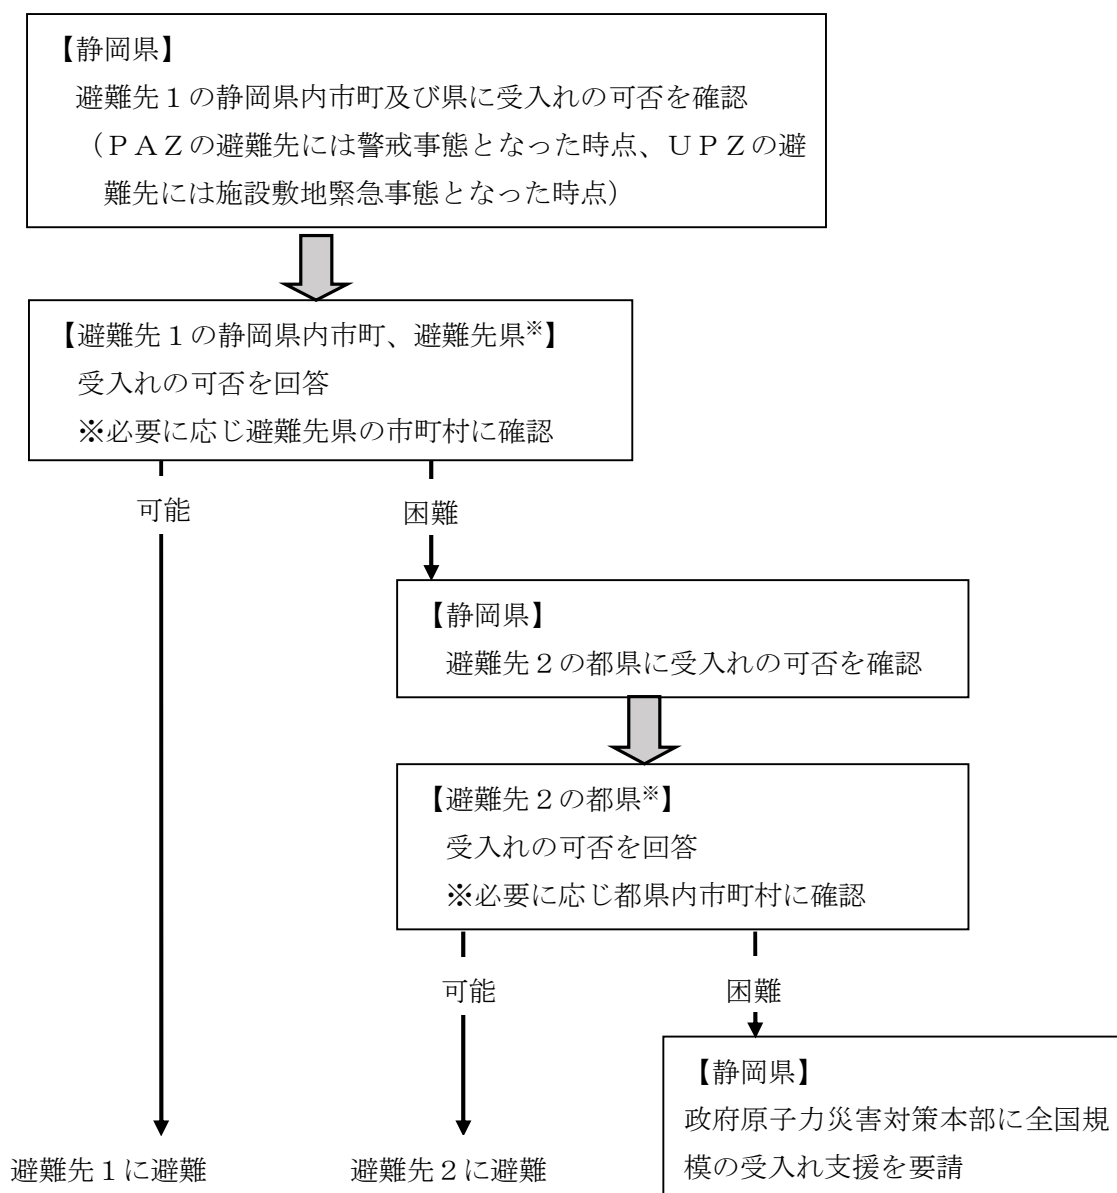 【静岡県】
避難先１の静岡県内市町及び県に受入れの可否を確認
（ＰＡＺの避難先には警戒事態となった時点、ＵＰＺの避
難先には施設敷地緊急事態となった時点）
【避難先１の静岡県内市町、避難先県※】
受入れの可否を回答
※必要に応じ避難先県の市町村に確認
可能
困難
【静岡県】
避難先２の都県に受入れの可否を確認
【避難先２の都県※】
受入れの可否を回答
※必要に応じ都県内市町村に確認
可能
困難
【静岡県】
政府原子力災害対策本部に全国規
模の受入れ支援を要請
避難先１に避難
避難先２に避難